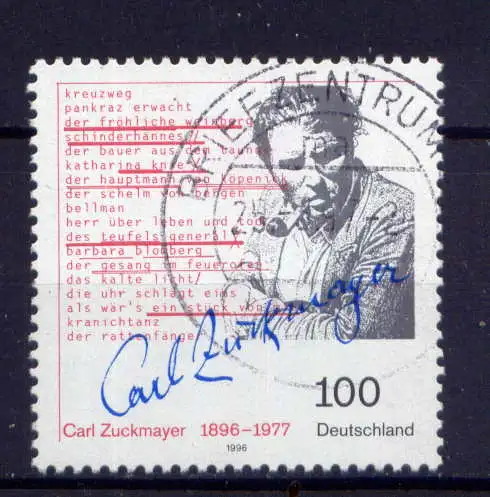 kreuzweg
pankraz erwacht
der fröhliche weinberg
schinderhannes /
der bauer aus dem taunus
katharina knie
der hauptmann von köpenick
der schelm von bergen
bellman
herr über leben und tod
des teufels general
barbara blomberg
der gesang im feuerofen
das kalte licht/
die uhr schlägt eins
als wär's ein stück von
kranichtanz
der rattenfänger
BRIEFZENTRUM
Carl Zuckmayer
100
Carl Zuckmayer 1896–1977 Deutschland
1996